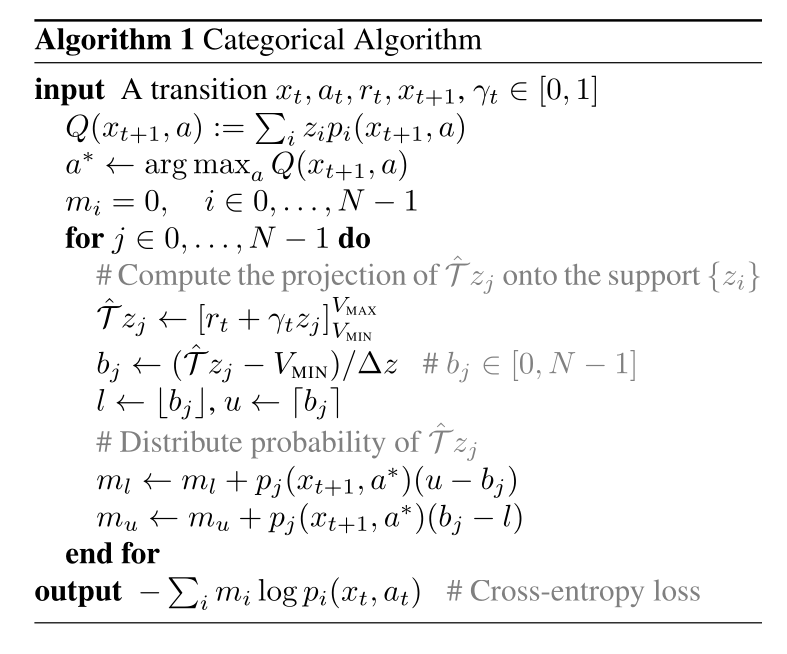 Algorithm 1 Categorical Algorithm
input A transition $x_t, a_t, r_t, x_{t+1}, \gamma_t \in [0, 1]$
$Q(x_{t+1}, a) := \sum_i z_i p_i(x_{t+1}, a)$
$a^* \leftarrow \arg\max_a Q(x_{t+1}, a)$
$m_i = 0, \quad i \in 0, \ldots, N - 1$
for $j \in 0, \ldots, N - 1$ do
# Compute the projection of $\hat{\mathcal{T}} z_j$ onto the support $\{z_i\}$
$\hat{\mathcal{T}} z_j \leftarrow [r_t + \gamma_t z_j]_{V_{\text{MIN}}}^{V_{\text{MAX}}}$
$b_j \leftarrow (\hat{\mathcal{T}} z_j - V_{\text{MIN}}) / \Delta z$ # $b_j \in [0, N - 1]$
$l \leftarrow \lfloor b_j \rfloor, u \leftarrow \lceil b_j \rceil$
# Distribute probability of $\hat{\mathcal{T}} z_j$
$m_l \leftarrow m_l + p_j(x_{t+1}, a^*)(u - b_j)$
$m_u \leftarrow m_u + p_j(x_{t+1}, a^*)(b_j - l)$
end for
output $-\sum_i m_i \log p_i(x_t, a_t)$ # Cross-entropy loss